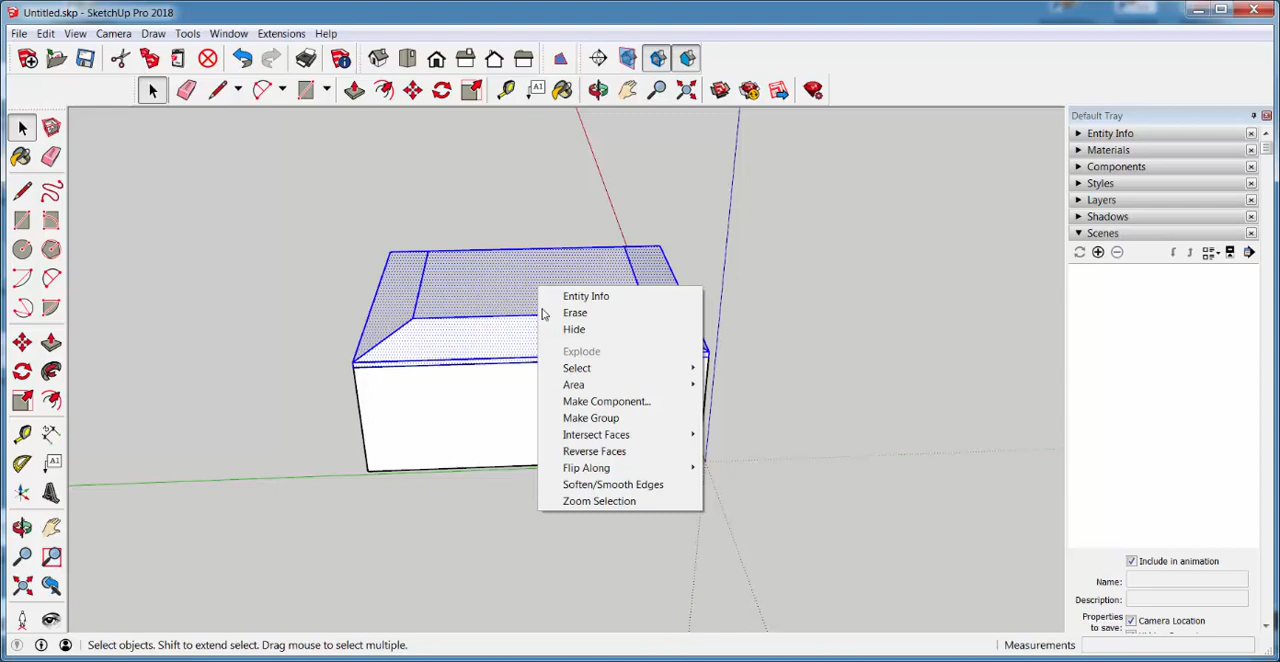 Untitled.skp - SketchUp Pro 2018
File Edit View Camera Draw Tools Window Extensions Help
A1
Default Tray
Entity Info
Materials
Components
Styles
Layers
Shadows
Scenes
A1
Entity Info
Erase
Hide
Explode
Select
Area
Make Component...
Make Group
Intersect Faces
Reverse Faces
Flip Along
Soften/Smooth Edges
Zoom Selection
Include in animation
Name:
Description:
Properties
to save:
Camera Location
Select objects. Shift to extend select. Drag mouse to select multiple.
Measurements